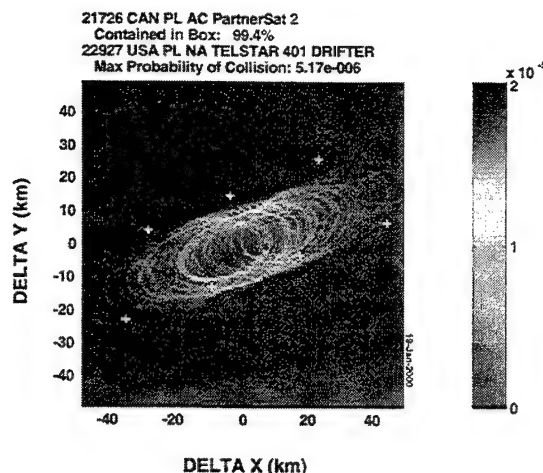 21726 CAN PL AC PartnerSat 2
Contained in Box: 99.4%
22927 USA PL NA TELSTAR 401 DRIFTER
Max Probability of Collision: 5.17e-006
x 10
2
1
0
40
30
20
10
0
-10
-20
-30
-40
DELTA Y (km)
-40
-20
0
20
40
DELTA X (km)